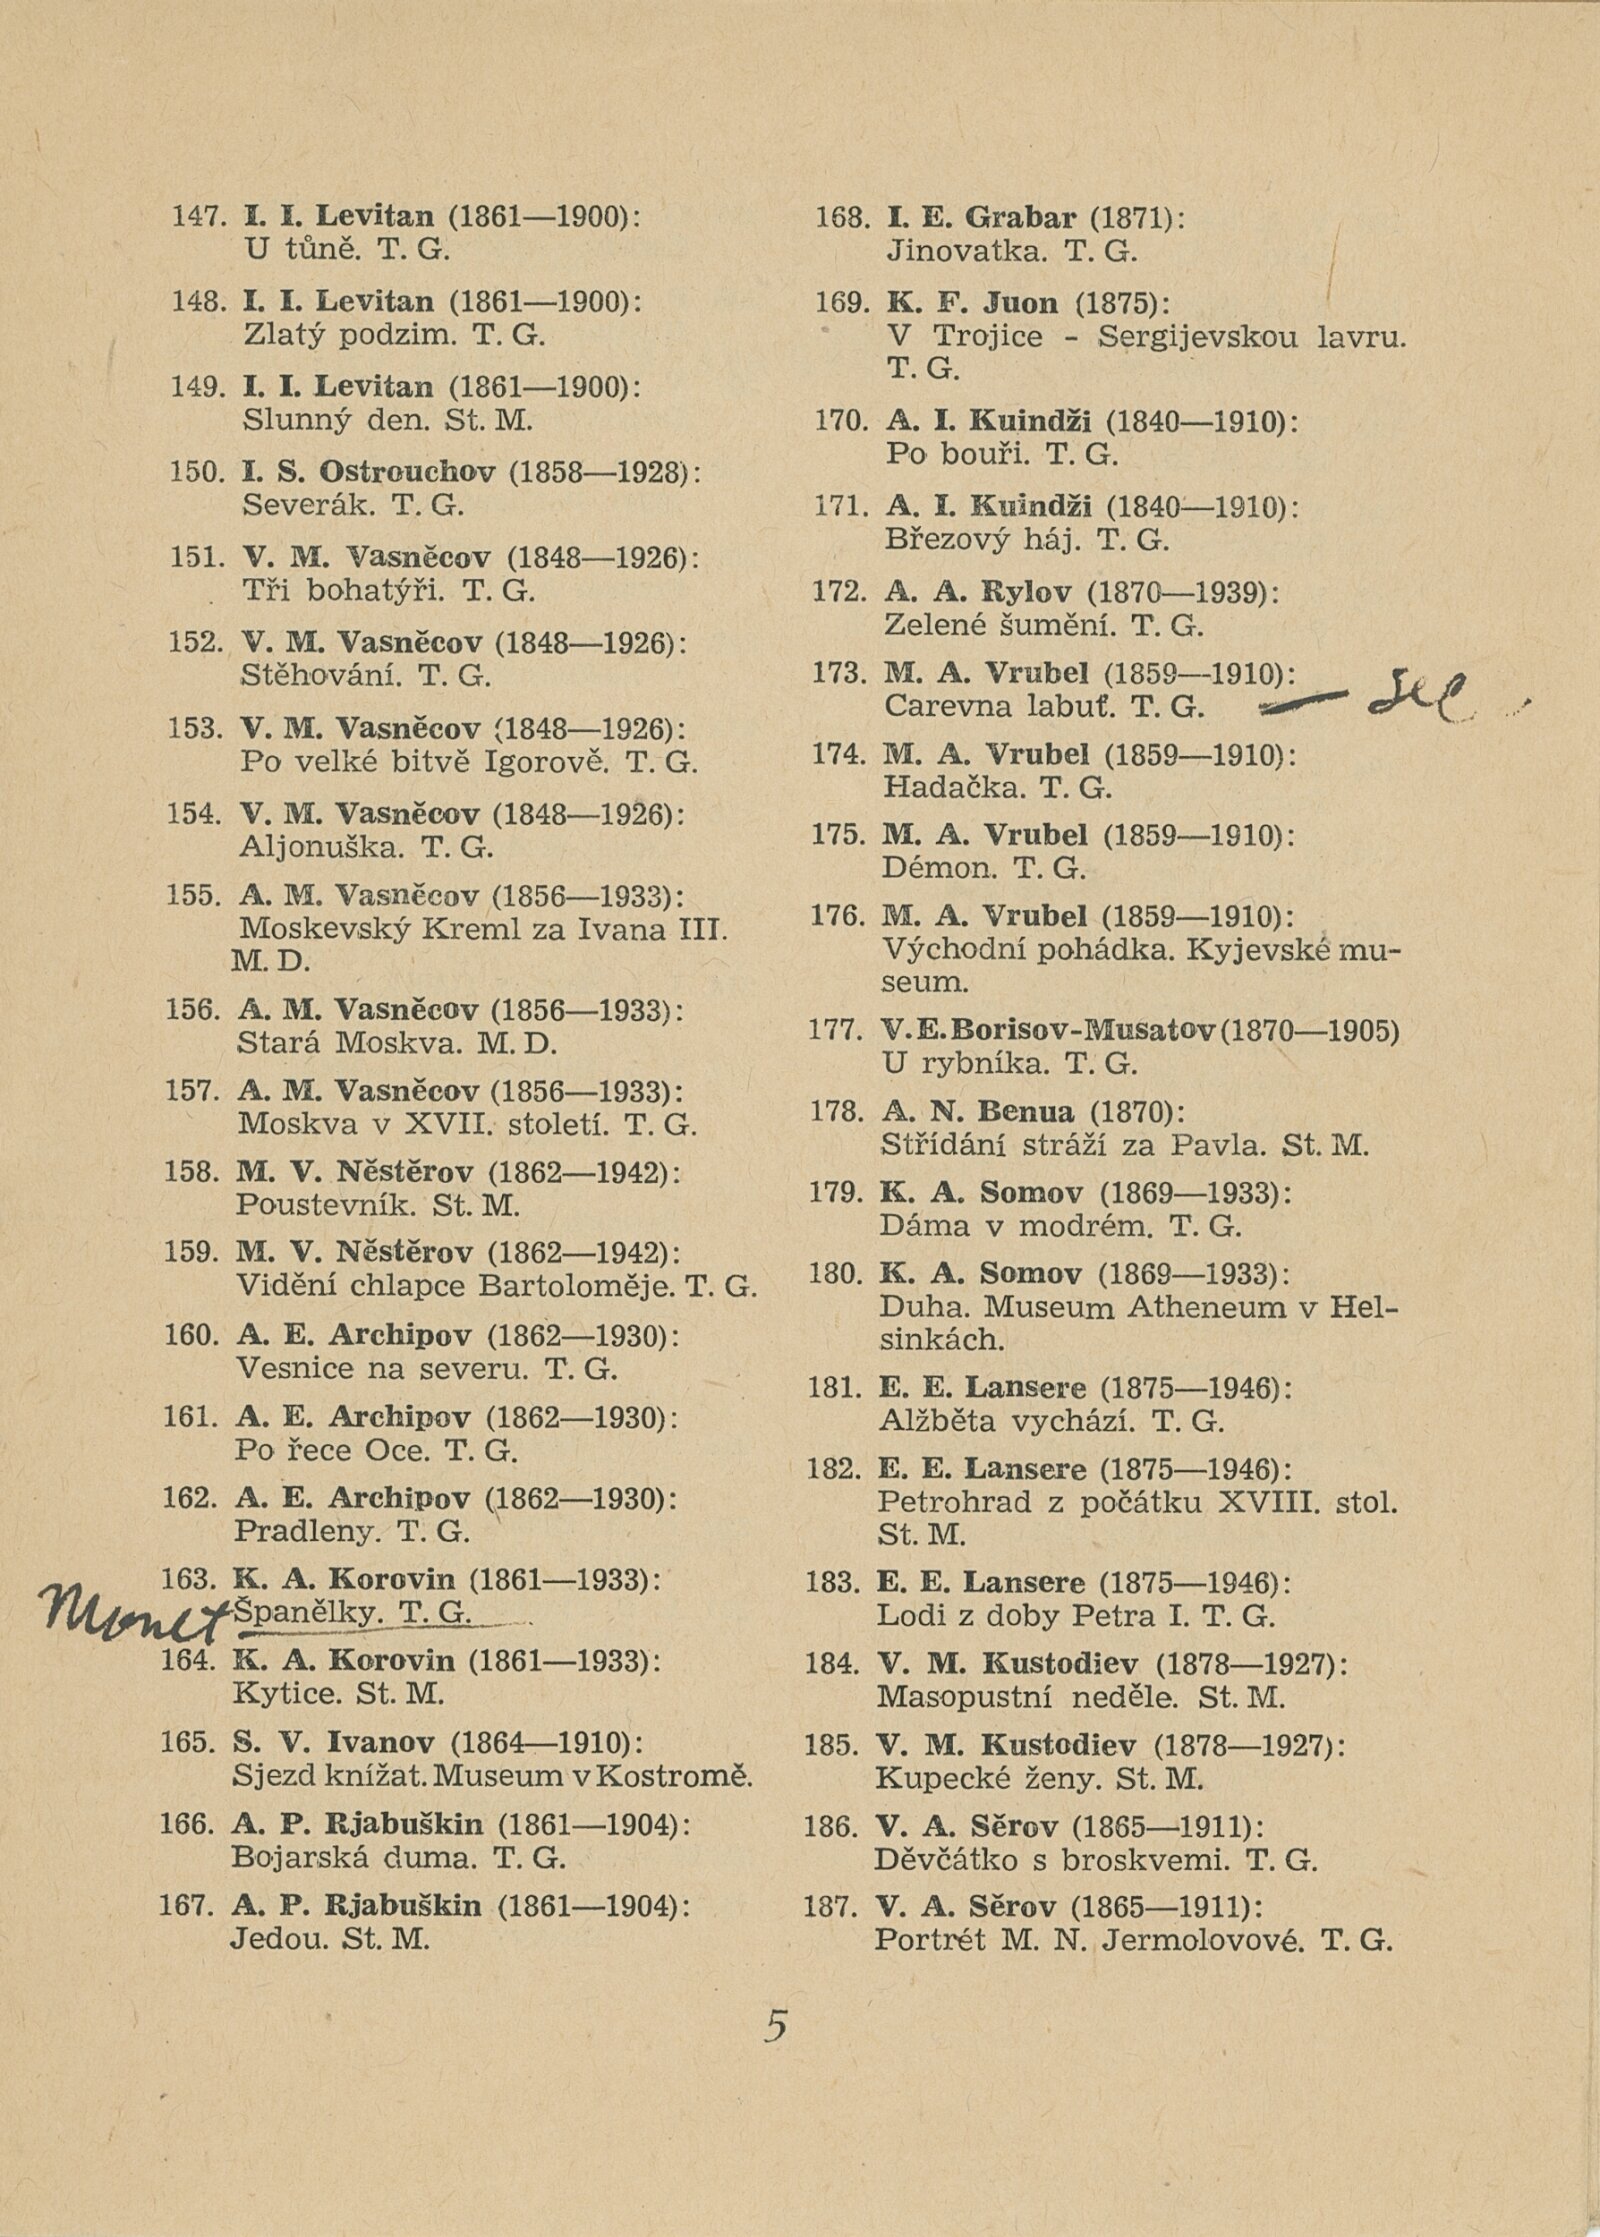 147. I. I. Levitan (1861—1900):
U tůně. T. G.
148. I. I. Levitan (1861—1900):
Zlatý podzim. T. G.
149. I. I. Levitan (1861—1900):
Slunný den. St. M.
150. I. S. Ostrouchov (1858—1928):
Severák. T. G.
151. V. M. Vasněcov (1848—1926):
Tři bohatýři. T. G.
152. V. M. Vasněcov (1848—1926):
Stěhování. T. G.
153. V. M. Vasněcov (1848—1926):
Po velké bitvě Igorově. T. G.
154. V. M. Vasněcov (1848—1926):
Aljonuška. T. G.
155. A. M. Vasněcov (1856—1933):
Moskevský Kreml za Ivana III.
M. D.
156. A. M. Vasněcov (1856—1933):
Stará Moskva. M. D.
157. A. M. Vasněcov (1856—1933):
Moskva v XVII. století. T. G.
158. M. V. Něstěrov (1862—1942):
Poustevník. St. M.
159. M. V. Něstěrov (1862—1942):
Vidění chlapce Bartoloměje. T. G.
160. A. E. Archipov (1862—1930):
Vesnice na severu. T. G.
161. A. E. Archipov (1862—1930):
Po řece Oce. T. G.
162. A. E. Archipov (1862—1930):
Pradleny. T. G.
163. K. A. Korovin (1861—1933):
Monet Španělky. T. G.
164. K. A. Korovin (1861—1933):
Kytice. St. M.
165. S. V. Ivanov (1864—1910):
Sjezd knížat. Museum v Kostromě.
166. A. P. Rjabuškin (1861—1904):
Bojarská duma. T. G.
167. A. P. Rjabuškin (1861—1904):
Jedou. St. M.
168. I. E. Grabar (1871):
Jinovatka. T. G.
169. K. F. Juon (1875):
V Trojice - Sergijevskou lavru.
T. G.
170. A. I. Kuindži (1840—1910):
Po bouři. T. G.
171. A. I. Kuindži (1840—1910):
Březový háj. T. G.
172. A. A. Rylov (1870—1939):
Zelené šumění. T. G.
173. M. A. Vrubel (1859—1910):
Carevna labuť. T. G.
174. M. A. Vrubel (1859—1910):
Hadačka. T. G.
175. M. A. Vrubel (1859—1910):
Démon. T. G.
176. M. A. Vrubel (1859—1910):
Východní pohádka. Kyjevské mu-
seum.
177. V. E. Borisov-Musatov (1870—1905)
U rybníka. T. G.
178. A. N. Benua (1870):
Střídání stráží za Pavla. St. M.
179. K. A. Somov (1869—1933):
Dáma v modrém. T. G.
180. K. A. Somov (1869—1933):
Duha. Museum Atheneum v Hel-
sinkách.
181. E. E. Lansere (1875—1946):
Alžběta vychází. T. G.
182. E. E. Lansere (1875—1946):
Petrohrad z počátku XVIII. stol.
St. M.
183. E. E. Lansere (1875—1946):
Lodi z doby Petra I. T. G.
184. V. M. Kustodiev (1878—1927):
Masopustní neděle. St. M.
185. V. M. Kustodiev (1878—1927):
Kupecké ženy. St. M.
186. V. A. Sěrov (1865—1911):
Děvčátko s broskvemi. T. G.
187. V. A. Sěrov (1865—1911):
Portrét M. N. Jermolovové. T. G.
5